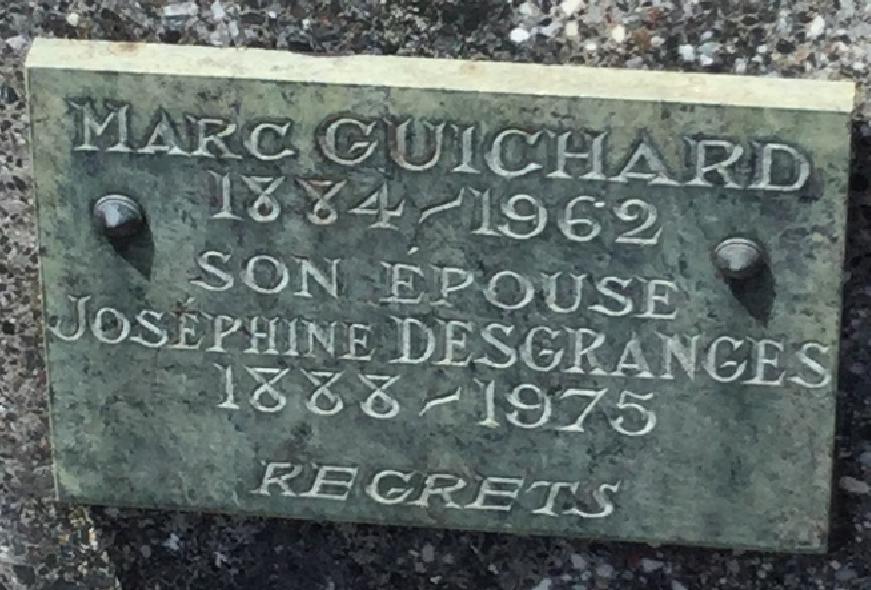 MARC GUICHARD
1884-1962
SON ÉPOUSE
JOSÉPHINE DESGRANGES
1888-1975
REGRETS